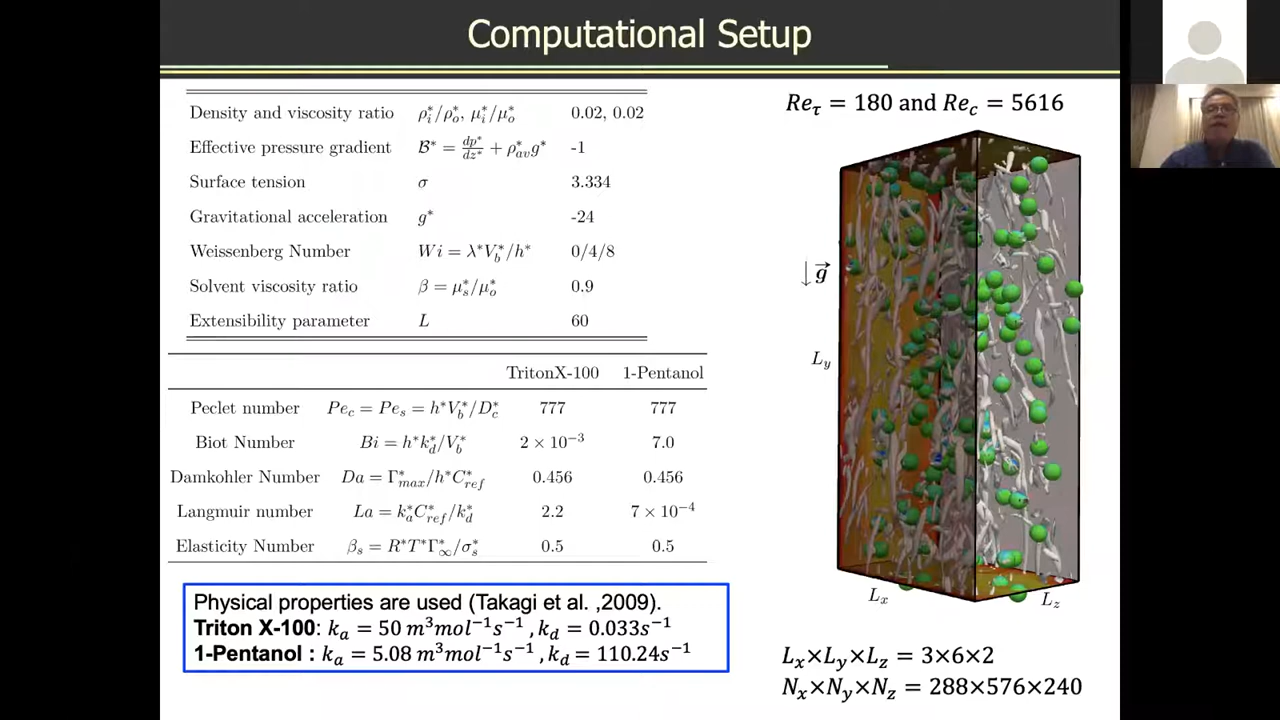 Computational Setup
Density and viscosity ratio ρ*ᵢ/ρ*ₒ, μ*ᵢ/μ*ₒ 0.02, 0.02
Effective pressure gradient ℬ* = dp*/dz* + ρ*ₐᵥg* -1
Surface tension σ 3.334
Gravitational acceleration g* -24
Weissenberg Number Wi = λ*V*_b/h* 0/4/8
Solvent viscosity ratio β = μ*ₛ/μ*ₒ 0.9
Extensibility parameter L 60
TritonX-100 1-Pentanol
Peclet number Pe_c = Pe_s = h*V*_b/D*_c 777 777
Biot Number Bi = h*k*_d/V*_b 2 × 10⁻³ 7.0
Damkohler Number Da = Γ*_max/h*C*_ref 0.456 0.456
Langmuir number La = k*_aC*_ref/k*_d 2.2 7 × 10⁻⁴
Elasticity Number β_s = R*T*Γ*_∞/σ*_s 0.5 0.5
Physical properties are used (Takagi et al. ,2009).
Triton X-100: k_a = 50 m³mol⁻¹s⁻¹ , k_d = 0.033s⁻¹
1-Pentanol : k_a = 5.08 m³mol⁻¹s⁻¹, k_d = 110.24s⁻¹
Re_τ = 180 and Re_c = 5616
↓g⃗
L_y
L_x
L_z
L_x×L_y×L_z = 3×6×2
N_x×N_y×N_z = 288×576×240